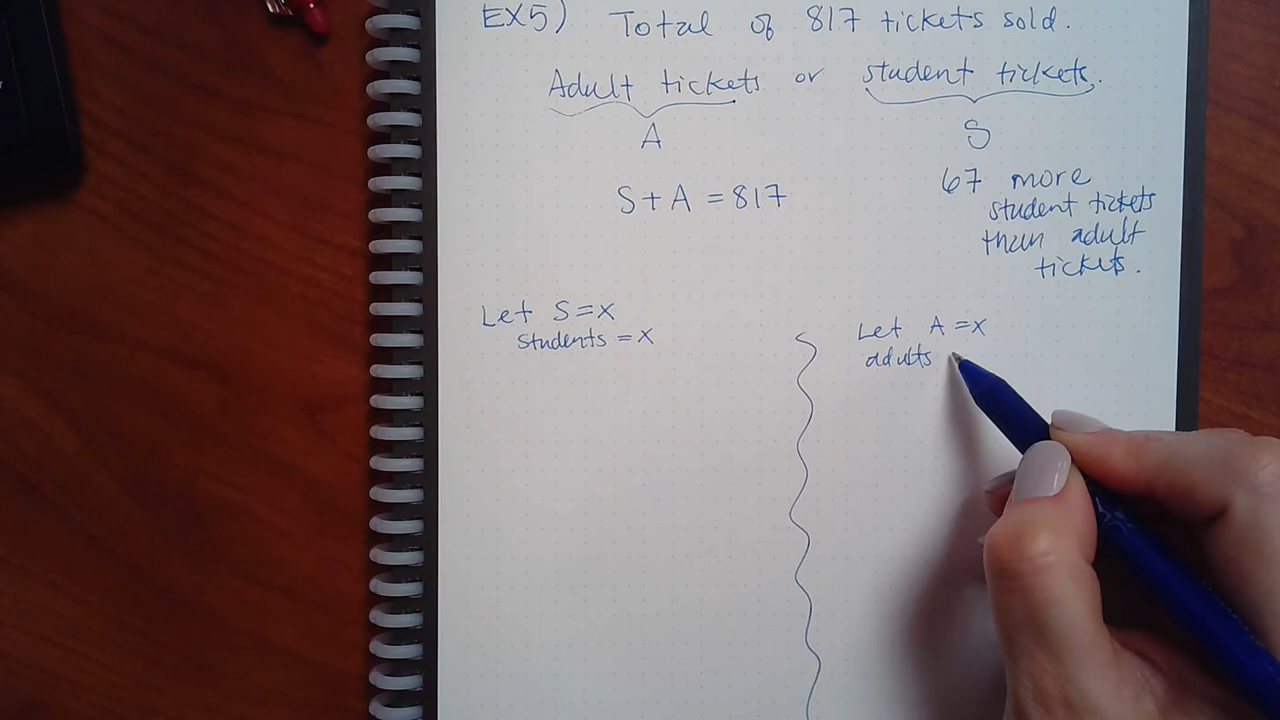 EX5) Total of 817 tickets sold.
Adult tickets or student tickets.
A S
S + A = 817
67 more
student tickets
than adult
tickets.
Let S = x
students = x
Let A = x
adults